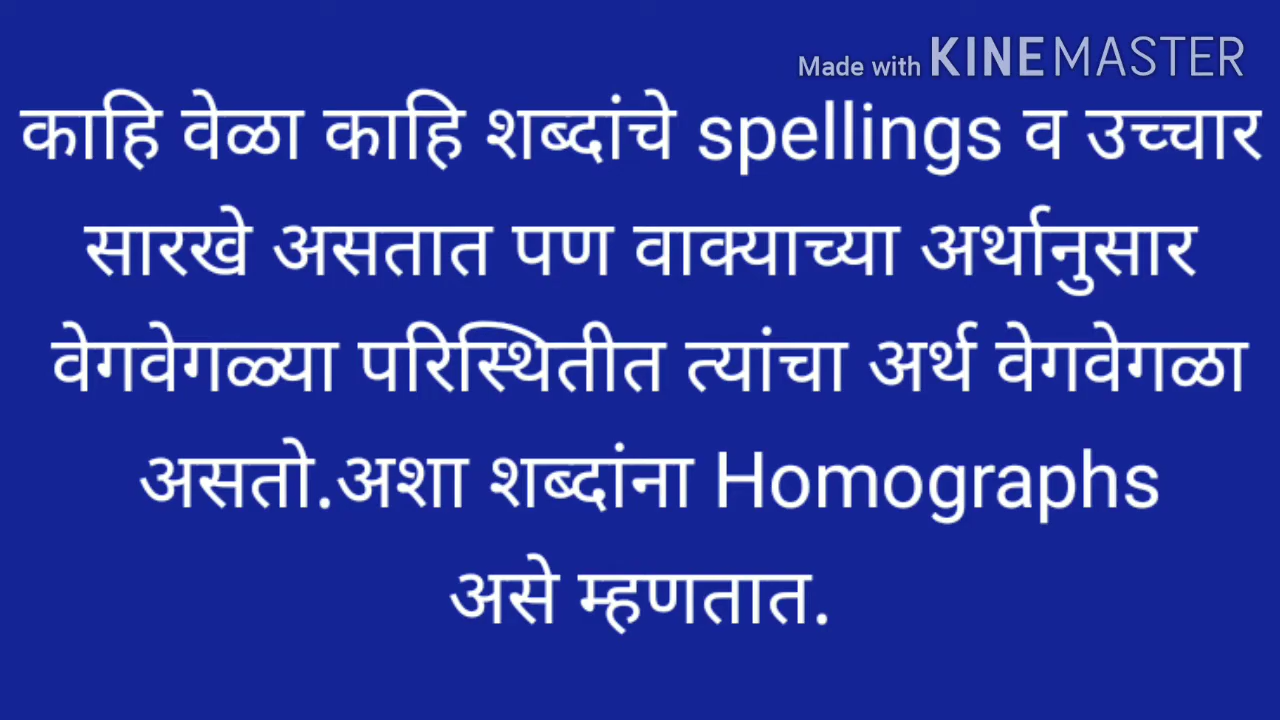 Made with KINEMASTER
काहि वेळा काहि शब्दांचे spellings व उच्चार
सारखे असतात पण वाक्याच्या अर्थानुसार
वेगवेगळ्या परिस्थितीत त्यांचा अर्थ वेगवेगळा
असतो.अशा शब्दांना Homographs
असे म्हणतात.